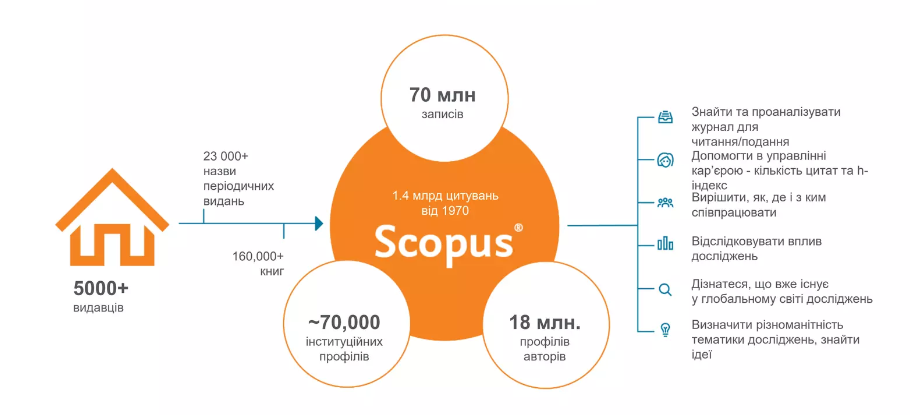 70 млн
записів
23 000+
назви
періодичних
видань
160,000+
книг
5000+
видавців
1.4 млрд цитувань
від 1970
Scopus®
~70,000
інституційних
профілів
18 млн.
профілів
авторів
Знайти та проаналізувати
журнал для
читання/подання
Допомогти в управлінні
кар’єрою - кількість цитат та h-
індекс
Вирішити, як, де і з ким
співпрацювати
Відслідковувати вплив
досліджень
Дізнатеся, що вже існує
у глобальному світі досліджень
Визначити різноманітність
тематики досліджень, знайти
ідеї